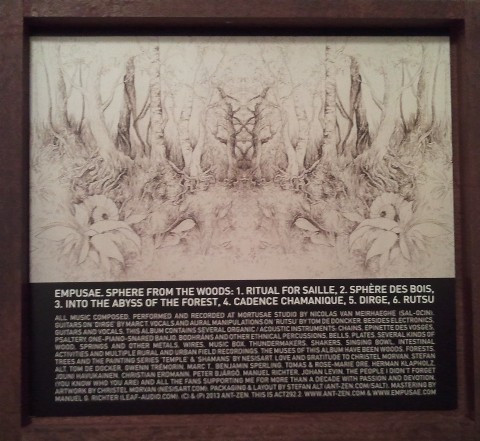 EMPUSAE. SPHERE FROM THE WOODS: 1. RITUAL FOR SAILLE, 2. SPHÈRE DES BOIS,
3. INTO THE ABYSS OF THE FOREST, 4. CADENCE CHAMANIQUE, 5. DIRGE, 6. RUTSU
ALL MUSIC COMPOSED, PERFORMED AND RECORDED AT MORTUSAE STUDIO BY NICOLAS VAN MEIRHAEGHE (SAL-OCIN).
GUITARS ON 'DIRGE' BY MARC T. VOCALS AND AURAL MANIPULATIONS ON 'RUTSU' BY TOM DE DONCKER. BESIDES ELECTRONICS,
GUITARS AND VOCALS, THIS ALBUM CONTAINS SEVERAL ORGANIC / ACOUSTIC INSTRUMENTS: CHAINS, EPINETTE DES VOSGES,
PSALTERY, ONE-PIANO-SNARED BANJO, BODHRÁNS AND OTHER ETHNICAL PERCUSSIONS, BELLS, PLATES, SEVERAL KINDS OF
WOOD, SPRINGS AND OTHER METALS, WIRES, MUSIC BOX, THUNDERMAKERS, SHAKERS, SINGING BOWL, INTESTINAL
ACTIVITIES AND MULTIPLE RURAL AND URBAN FIELD RECORDINGS. THE MUSES OF THIS ALBUM HAVE BEEN WOODS, FORESTS,
TREES AND THE PAINTING SERIES 'TEMPLE' & 'SHAMANS' BY NEESSART. LOVE AND GRATITUDE TO CHRISTEL MORVAN, STEFAN
ALT, TOM DE DOCKER, GWENN TRÉMORIN, MARC T., BENJAMIN SPERLING, TOMAS & ROSE-MARIE DRE, HERMAN KLAPHOLZ,
JOUNI HAVUKAINEN, CHRISTIAN ERDMANN, PETER BJÄRGÖ, MANUEL RICHTER, JOHAN LEVIN, THE PEOPLE I DIDN'T FORGET
(YOU KNOW WHO YOU ARE) AND ALL THE FANS SUPPORTING ME FOR MORE THAN A DECADE WITH PASSION AND DEVOTION.
ARTWORK BY CHRISTEL MORVAN (NEESSART.COM). PACKAGING & LAYOUT BY STEFAN ALT (ANT-ZEN.COM/SALT). MASTERING BY
MANUEL G. RICHTER (LEAF-AUDIO.COM). (C) & (P) 2013 ANT-ZEN. THIS IS ACT292.2. WWW.ANT-ZEN.COM & WWW.EMPUSAE.COM